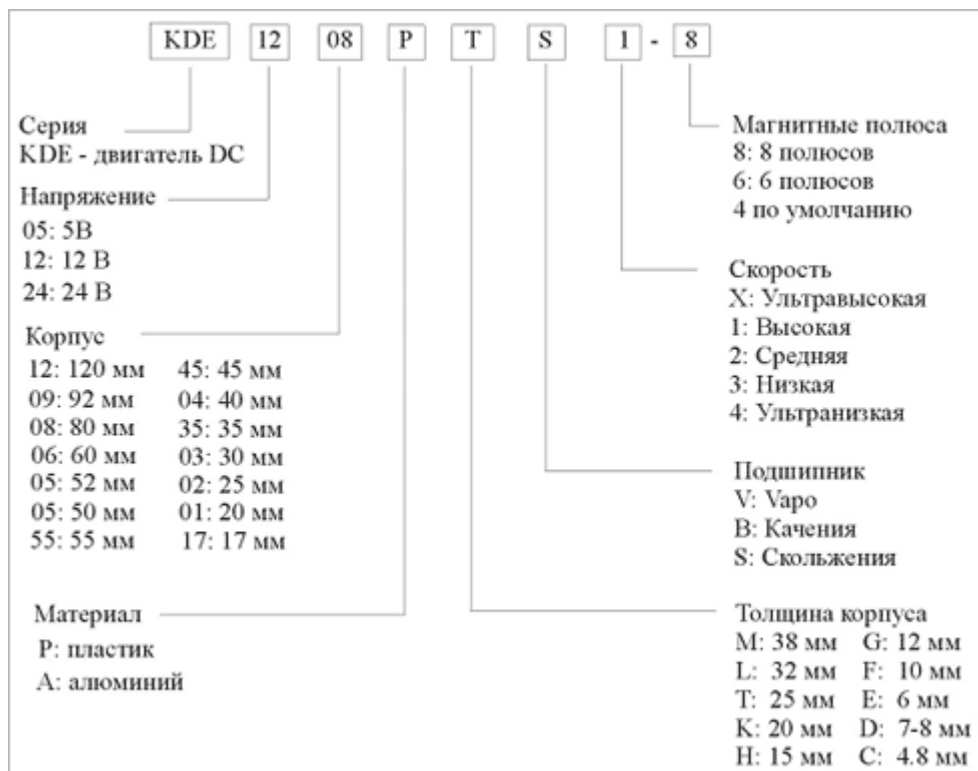 KDE 12 08 P T S 1 - 8
Серия
KDE - двигатель DC
Напряжение
05: 5В
12: 12 В
24: 24 В
Корпус
12: 120 мм 45: 45 мм
09: 92 мм 04: 40 мм
08: 80 мм 35: 35 мм
06: 60 мм 03: 30 мм
05: 52 мм 02: 25 мм
05: 50 мм 01: 20 мм
55: 55 мм 17: 17 мм
Материал
P: пластик
A: алюминий
Магнитные полюса
8: 8 полюсов
6: 6 полюсов
4 по умолчанию
Скорость
X: Ультравысокая
1: Высокая
2: Средняя
3: Низкая
4: Ультранизкая
Подшипник
V: Vapo
B: Качения
S: Скольжения
Толщина корпуса
M: 38 мм G: 12 мм
L: 32 мм F: 10 мм
T: 25 мм E: 6 мм
K: 20 мм D: 7-8 мм
H: 15 мм C: 4.8 мм